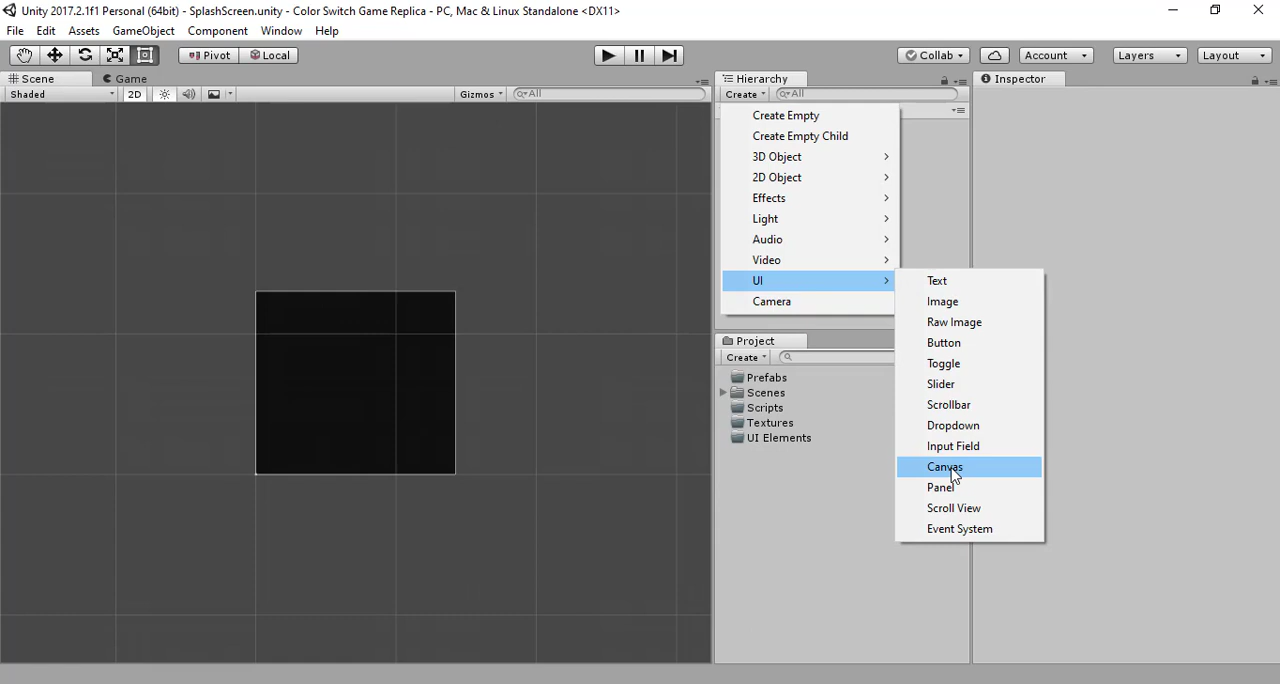 Unity 2017.2.1f1 Personal (64bit) - SplashScreen.unity - Color Switch Game Replica - PC, Mac & Linux Standalone <DX11>
File Edit Assets GameObject Component Window Help
Pivot Local Collab Account Layers Layout
Scene Game Hierarchy Inspector
Shaded 2D Gizmos All Create All
Create Empty
Create Empty Child
3D Object
2D Object
Effects
Light
Audio
Video
UI
Camera
Text
Image
Raw Image
Button
Toggle
Slider
Scrollbar
Dropdown
Input Field
Canvas
Panel
Scroll View
Event System
Project
Create
Prefabs
Scenes
Scripts
Textures
UI Elements